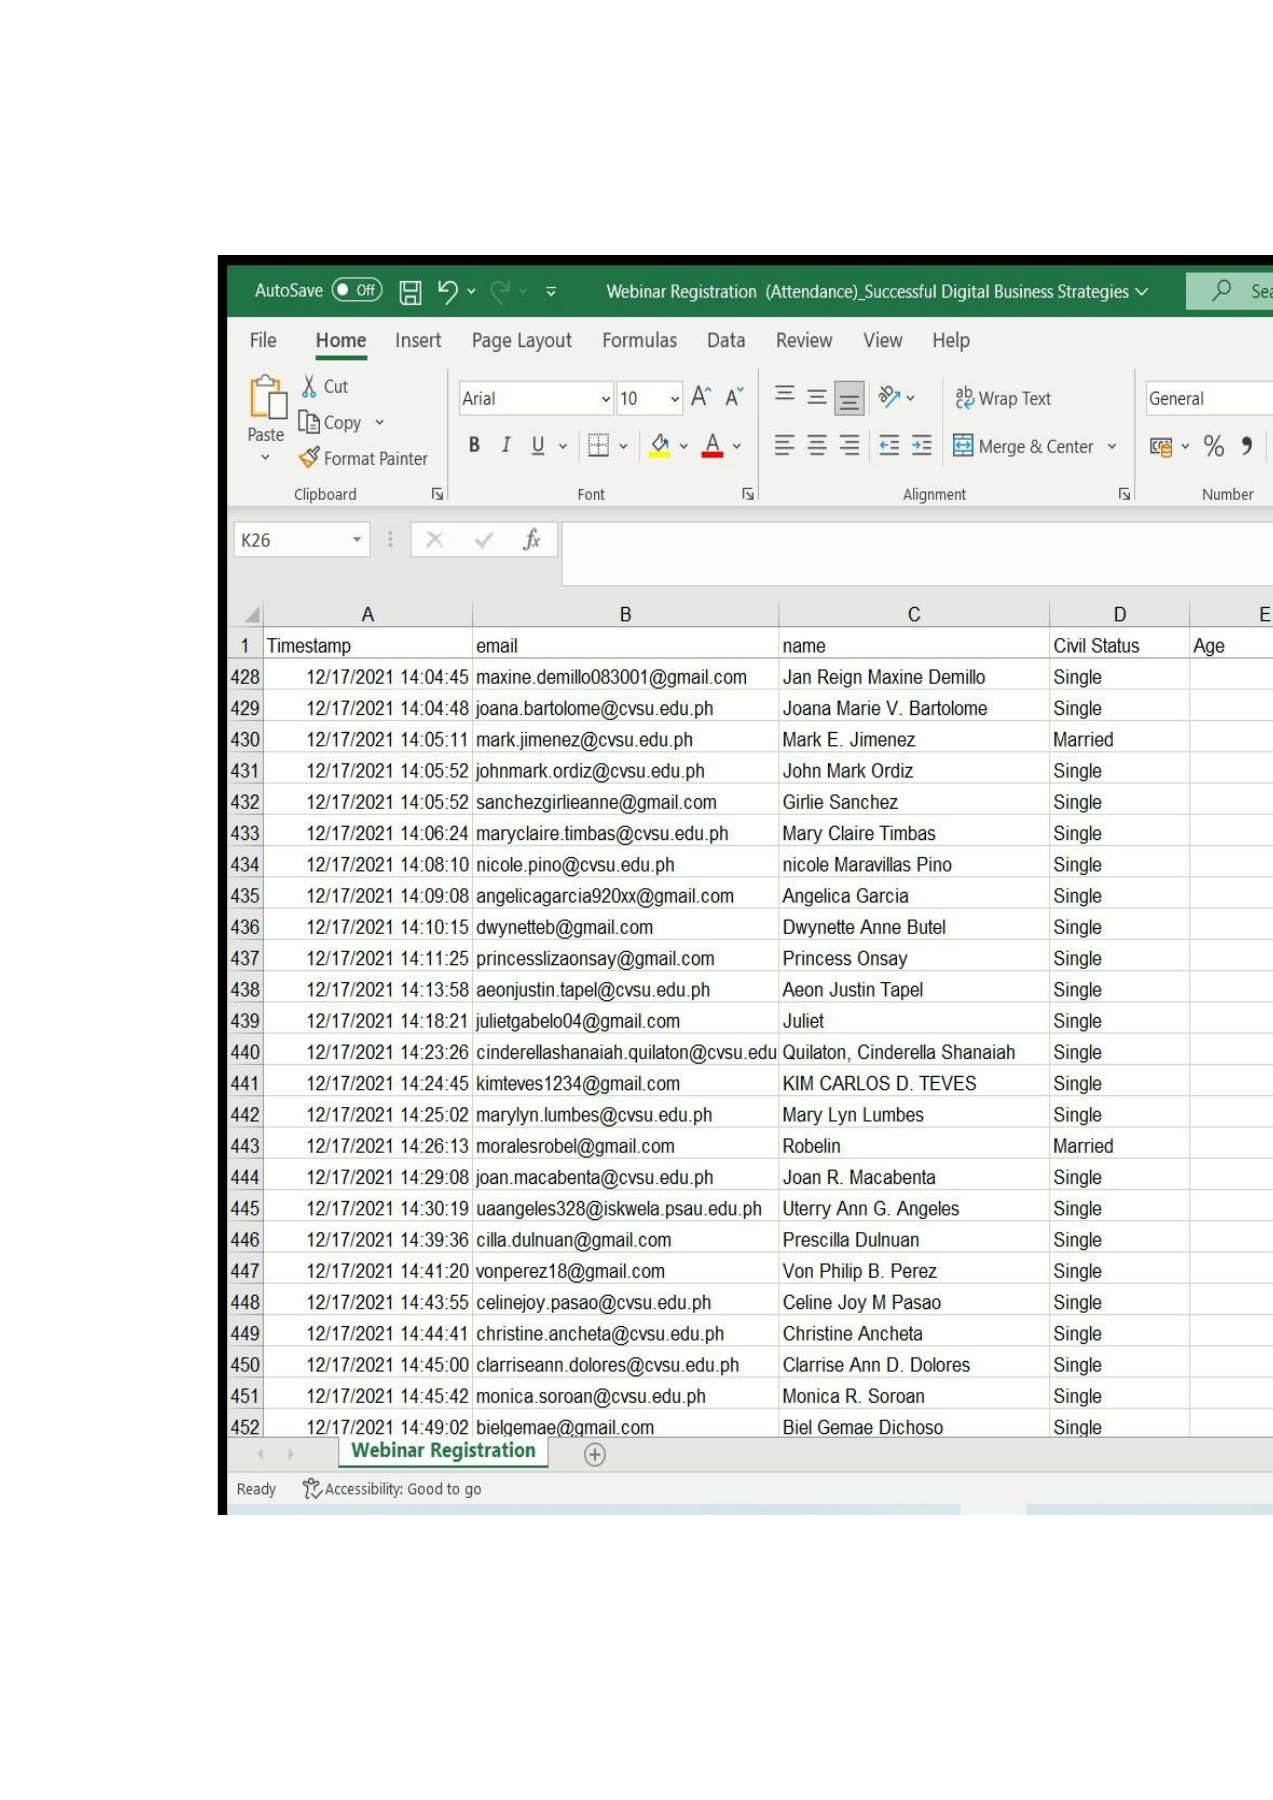 AutoSave Off Webinar Registration (Attendance)_Successful Digital Business Strategies
File Home Insert Page Layout Formulas Data Review View Help
Paste Cut Copy Format Painter
Arial 10 A A Wrap Text General
B I U A Merge & Center % ,
Clipboard Font Alignment Number
K26 fx
A B C D E
1 Timestamp email name Civil Status Age
428 12/17/2021 14:04:45 maxine.demillo083001@gmail.com Jan Reign Maxine Demillo Single
429 12/17/2021 14:04:48 joana.bartolome@cvsu.edu.ph Joana Marie V. Bartolome Single
430 12/17/2021 14:05:11 mark.jimenez@cvsu.edu.ph Mark E. Jimenez Married
431 12/17/2021 14:05:52 johnmark.ordiz@cvsu.edu.ph John Mark Ordiz Single
432 12/17/2021 14:05:52 sanchezgirlieanne@gmail.com Girlie Sanchez Single
433 12/17/2021 14:06:24 maryclaire.timbas@cvsu.edu.ph Mary Claire Timbas Single
434 12/17/2021 14:08:10 nicole.pino@cvsu.edu.ph nicole Maravillas Pino Single
435 12/17/2021 14:09:08 angelicagarcia920xx@gmail.com Angelica Garcia Single
436 12/17/2021 14:10:15 dwynetteb@gmail.com Dwynette Anne Butel Single
437 12/17/2021 14:11:25 princesslizaonsay@gmail.com Princess Onsay Single
438 12/17/2021 14:13:58 aeonjustin.tapel@cvsu.edu.ph Aeon Justin Tapel Single
439 12/17/2021 14:18:21 julietgabelo04@gmail.com Juliet Single
440 12/17/2021 14:23:26 cinderellashanaiah.quilaton@cvsu.edu Quilaton, Cinderella Shanaiah Single
441 12/17/2021 14:24:45 kimteves1234@gmail.com KIM CARLOS D. TEVES Single
442 12/17/2021 14:25:02 marylyn.lumbes@cvsu.edu.ph Mary Lyn Lumbes Single
443 12/17/2021 14:26:13 moralesrobel@gmail.com Robelin Married
444 12/17/2021 14:29:08 joan.macabenta@cvsu.edu.ph Joan R. Macabenta Single
445 12/17/2021 14:30:19 uaangeles328@iskwela.psau.edu.ph Uterry Ann G. Angeles Single
446 12/17/2021 14:39:36 cilla.dulnuan@gmail.com Prescilla Dulnuan Single
447 12/17/2021 14:41:20 vonperez18@gmail.com Von Philip B. Perez Single
448 12/17/2021 14:43:55 celinejoy.pasao@cvsu.edu.ph Celine Joy M Pasao Single
449 12/17/2021 14:44:41 christine.ancheta@cvsu.edu.ph Christine Ancheta Single
450 12/17/2021 14:45:00 clarriseann.dolores@cvsu.edu.ph Clarrise Ann D. Dolores Single
451 12/17/2021 14:45:42 monica.soroan@cvsu.edu.ph Monica R. Soroan Single
452 12/17/2021 14:49:02 bielgemae@gmail.com Biel Gemae Dichoso Single
Webinar Registration
Ready Accessibility: Good to go